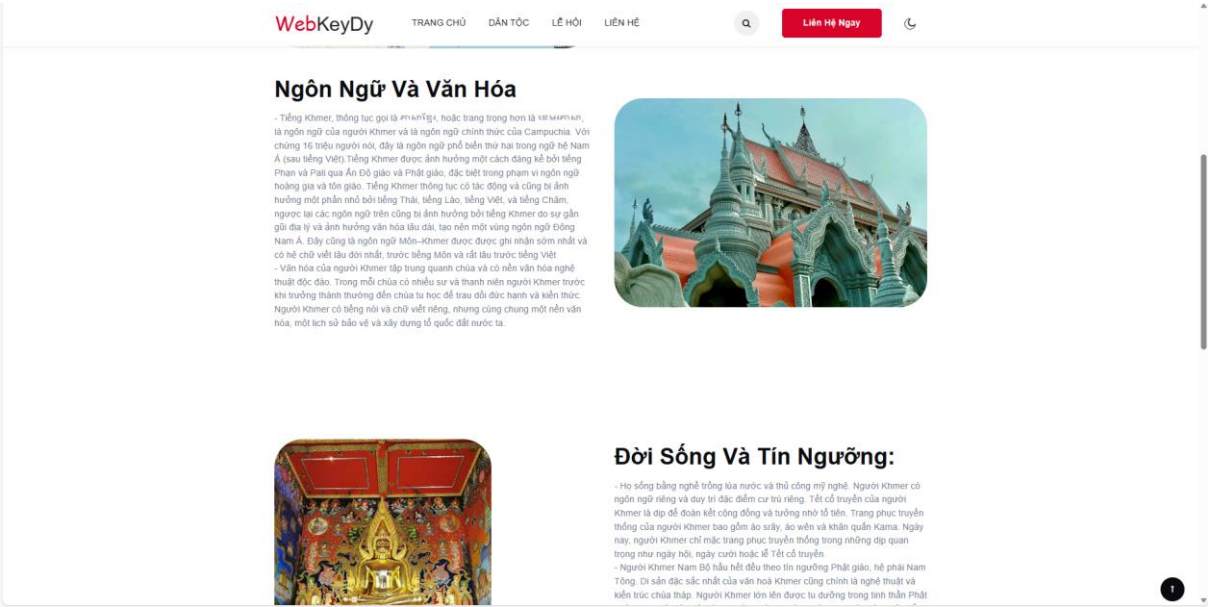 WebKeyDy
TRANG CHỦ
DÂN TỘC
LỄ HỘI
LIÊN HỆ
Liên Hệ Ngay
Ngôn Ngữ Và Văn Hóa
- Tiếng Khmer, thông tục gọi là ភាសាខ្មែរ, hoặc trang trọng hơn là
là ngôn ngữ của người Khmer và là ngôn ngữ chính thức của Campuchia. Với
chừng 16 triệu người nói, đây là ngôn ngữ phổ biến thứ hai trong ngữ hệ Nam
Á (sau tiếng Việt).Tiếng Khmer được ảnh hưởng một cách đáng kể bởi tiếng
Phạn và Pali qua Ấn Độ giáo và Phật giáo, đặc biệt trong phạm vi ngôn ngữ
hoàng gia và tôn giáo. Tiếng Khmer thông tục có tác động và cũng bị ảnh
hưởng một phần nhỏ bởi tiếng Thái, tiếng Lào, tiếng Việt, và tiếng Chăm,
ngược lại các ngôn ngữ trên cũng bị ảnh hưởng bởi tiếng Khmer do sự gần
gũi địa lý và ảnh hưởng văn hóa lâu dài, tạo nên một vùng ngôn ngữ Đông
Nam Á. Đây cũng là ngôn ngữ Môn–Khmer được được ghi nhận sớm nhất và
có hệ chữ viết lâu đời nhất, trước tiếng Môn và rất lâu trước tiếng Việt
- Văn hóa của người Khmer tập trung quanh chùa và có nền văn hóa nghệ
thuật độc đáo. Trong mỗi chùa có nhiều sư và thanh niên người Khmer trước
khi trưởng thành thường đến chùa tu học để trau dồi đức hạnh và kiến thức.
Người Khmer có tiếng nói và chữ viết riêng, nhưng cùng chung một nền văn
hóa, một lịch sử bảo vệ và xây dựng tổ quốc đất nước ta.
Đời Sống Và Tín Ngưỡng:
- Họ sống bằng nghề trồng lúa nước và thủ công mỹ nghệ. Người Khmer có
ngôn ngữ riêng và duy trì đặc điểm cư trú riêng. Tết cổ truyền của người
Khmer là dịp để đoàn kết cộng đồng và tưởng nhớ tổ tiên. Trang phục truyền
thống của người Khmer bao gồm áo srây, áo wên và khăn quấn Kama. Ngày
nay, người Khmer chỉ mặc trang phục truyền thống trong những dịp quan
trọng như ngày hội, ngày cưới hoặc lễ Tết cổ truyền.
- Người Khmer Nam Bộ hầu hết đều theo tín ngưỡng Phật giáo, hệ phái Nam
Tông. Di sản đặc sắc nhất của văn hoá Khmer cũng chính là nghệ thuật và
kiến trúc chùa tháp. Người Khmer lớn lên được tu dưỡng trong tinh thần Phật